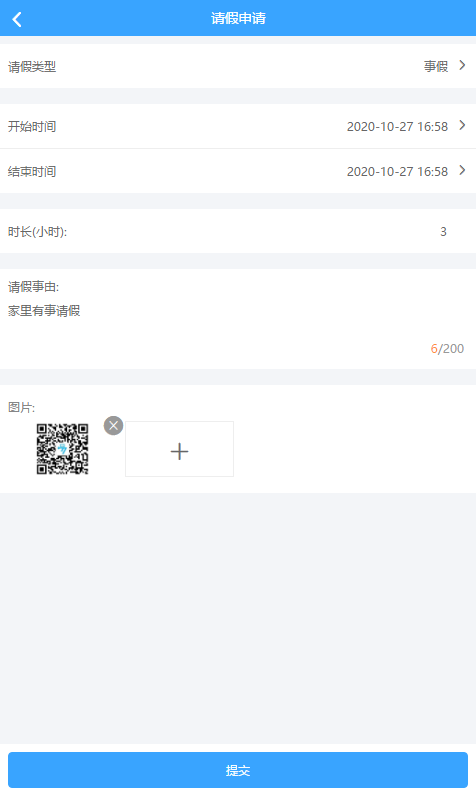 请假申请
请假类型 事假
开始时间 2020-10-27 16:58
结束时间 2020-10-27 16:58
时长(小时): 3
请假事由:
家里有事请假
6/200
图片:
提交